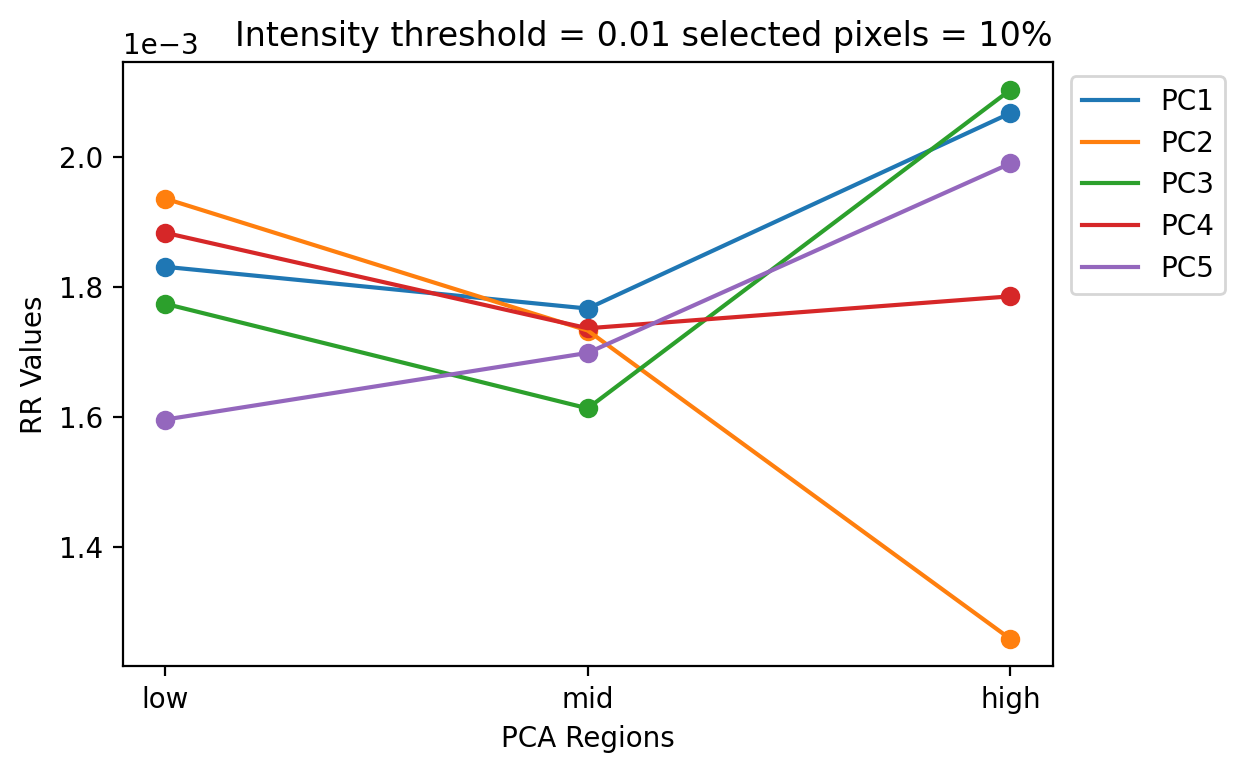 Intensity threshold = 0.01 selected pixels = 10%
1e−3
2.0
1.8
1.6
1.4
RR Values
low
mid
high
PCA Regions
PC1
PC2
PC3
PC4
PC5